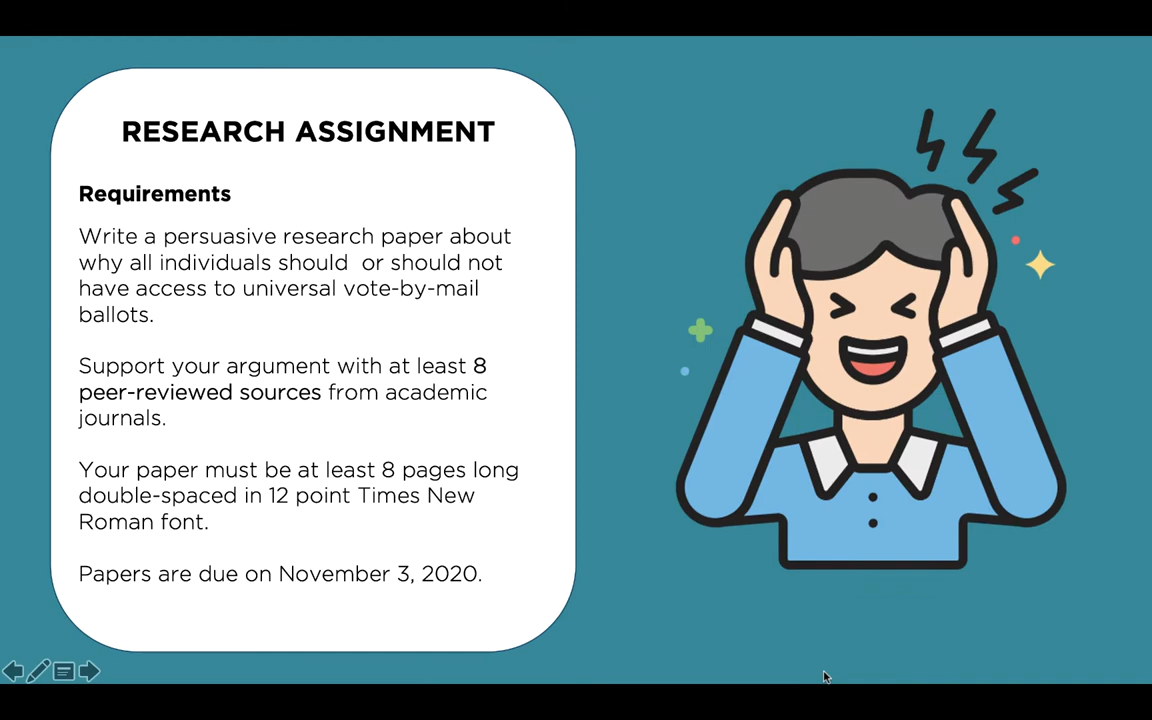 RESEARCH ASSIGNMENT
Requirements
Write a persuasive research paper about
why all individuals should  or should not
have access to universal vote-by-mail
ballots.
Support your argument with at least 8
peer-reviewed sources from academic
journals.
Your paper must be at least 8 pages long
double-spaced in 12 point Times New
Roman font.
Papers are due on November 3, 2020.